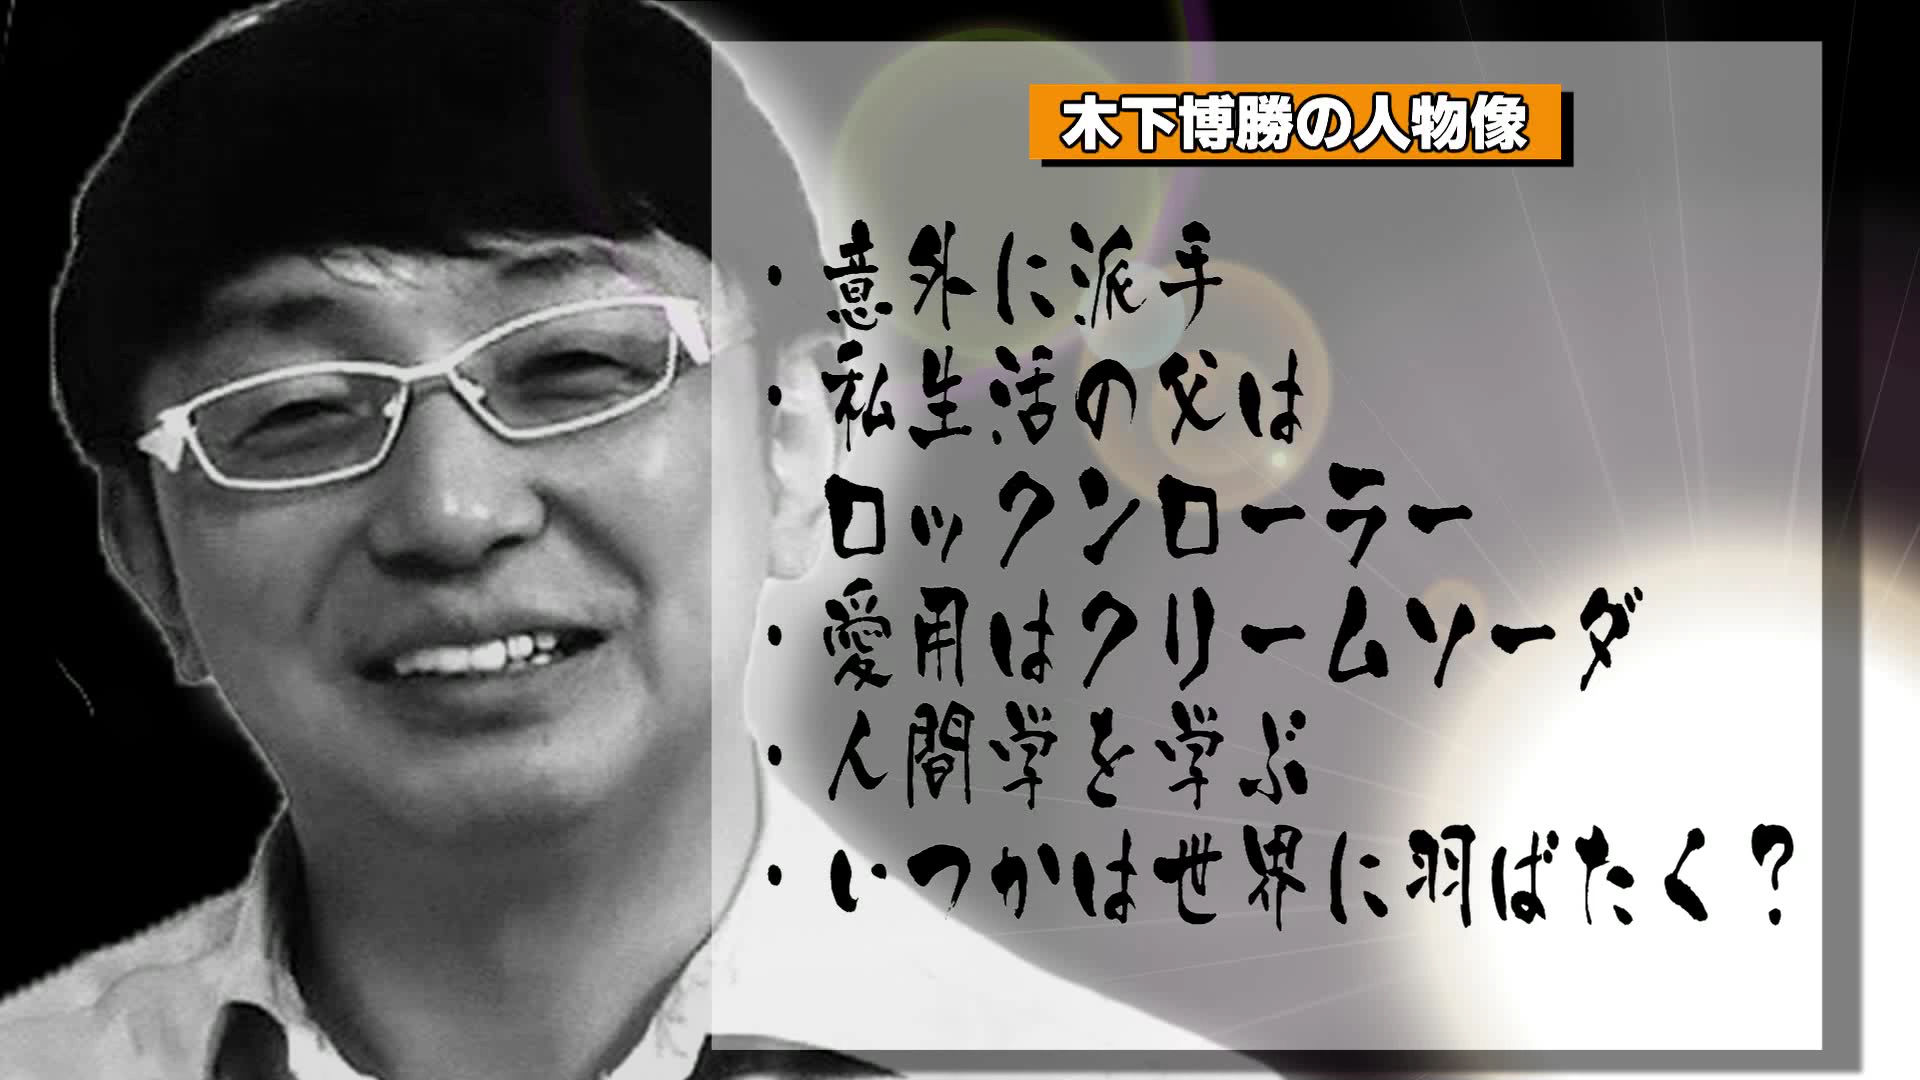 木下博勝の人物像
・意外に派手
・私生活の父は
ロックンローラー
・愛用はクリームソーダ
・人間学を学ぶ
・いつかは世界に羽ばたく？